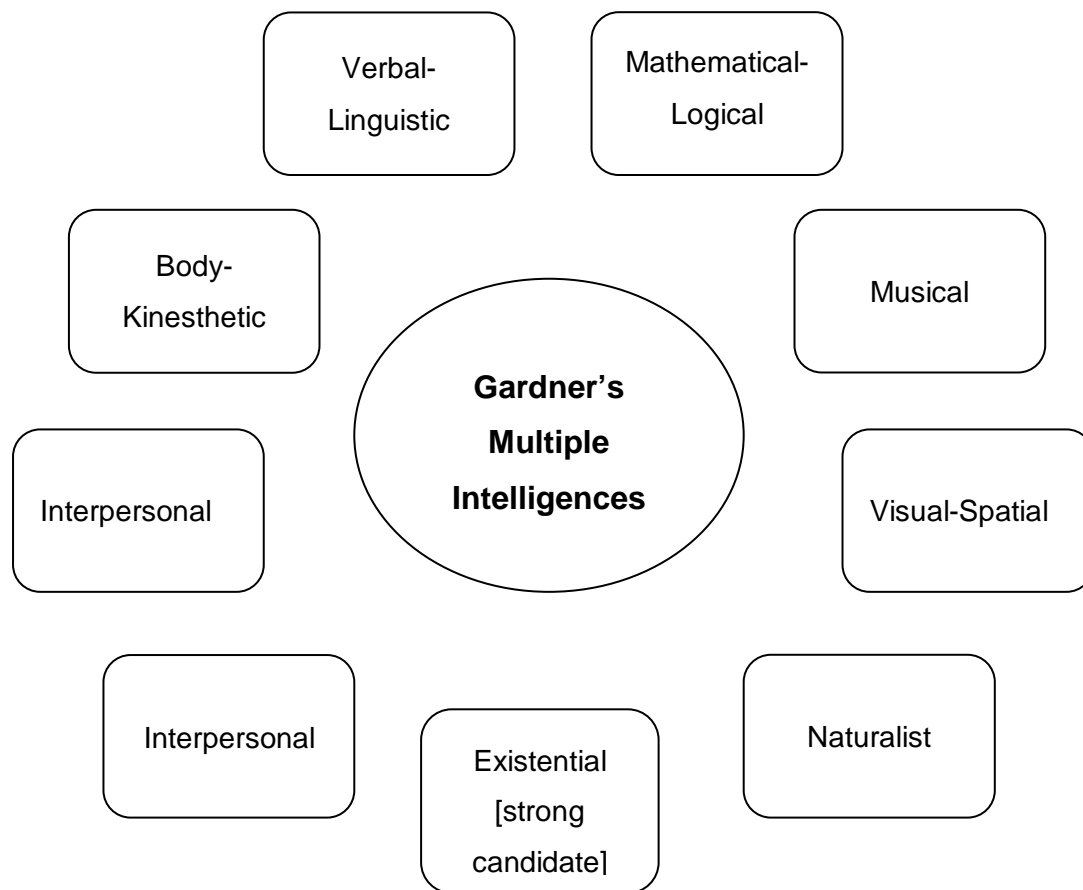 Verbal-
Linguistic
Mathematical-
Logical
Body-
Kinesthetic
Musical
Gardner’s
Multiple
Intelligences
Interpersonal
Visual-Spatial
Interpersonal
Naturalist
Existential
[strong
candidate]